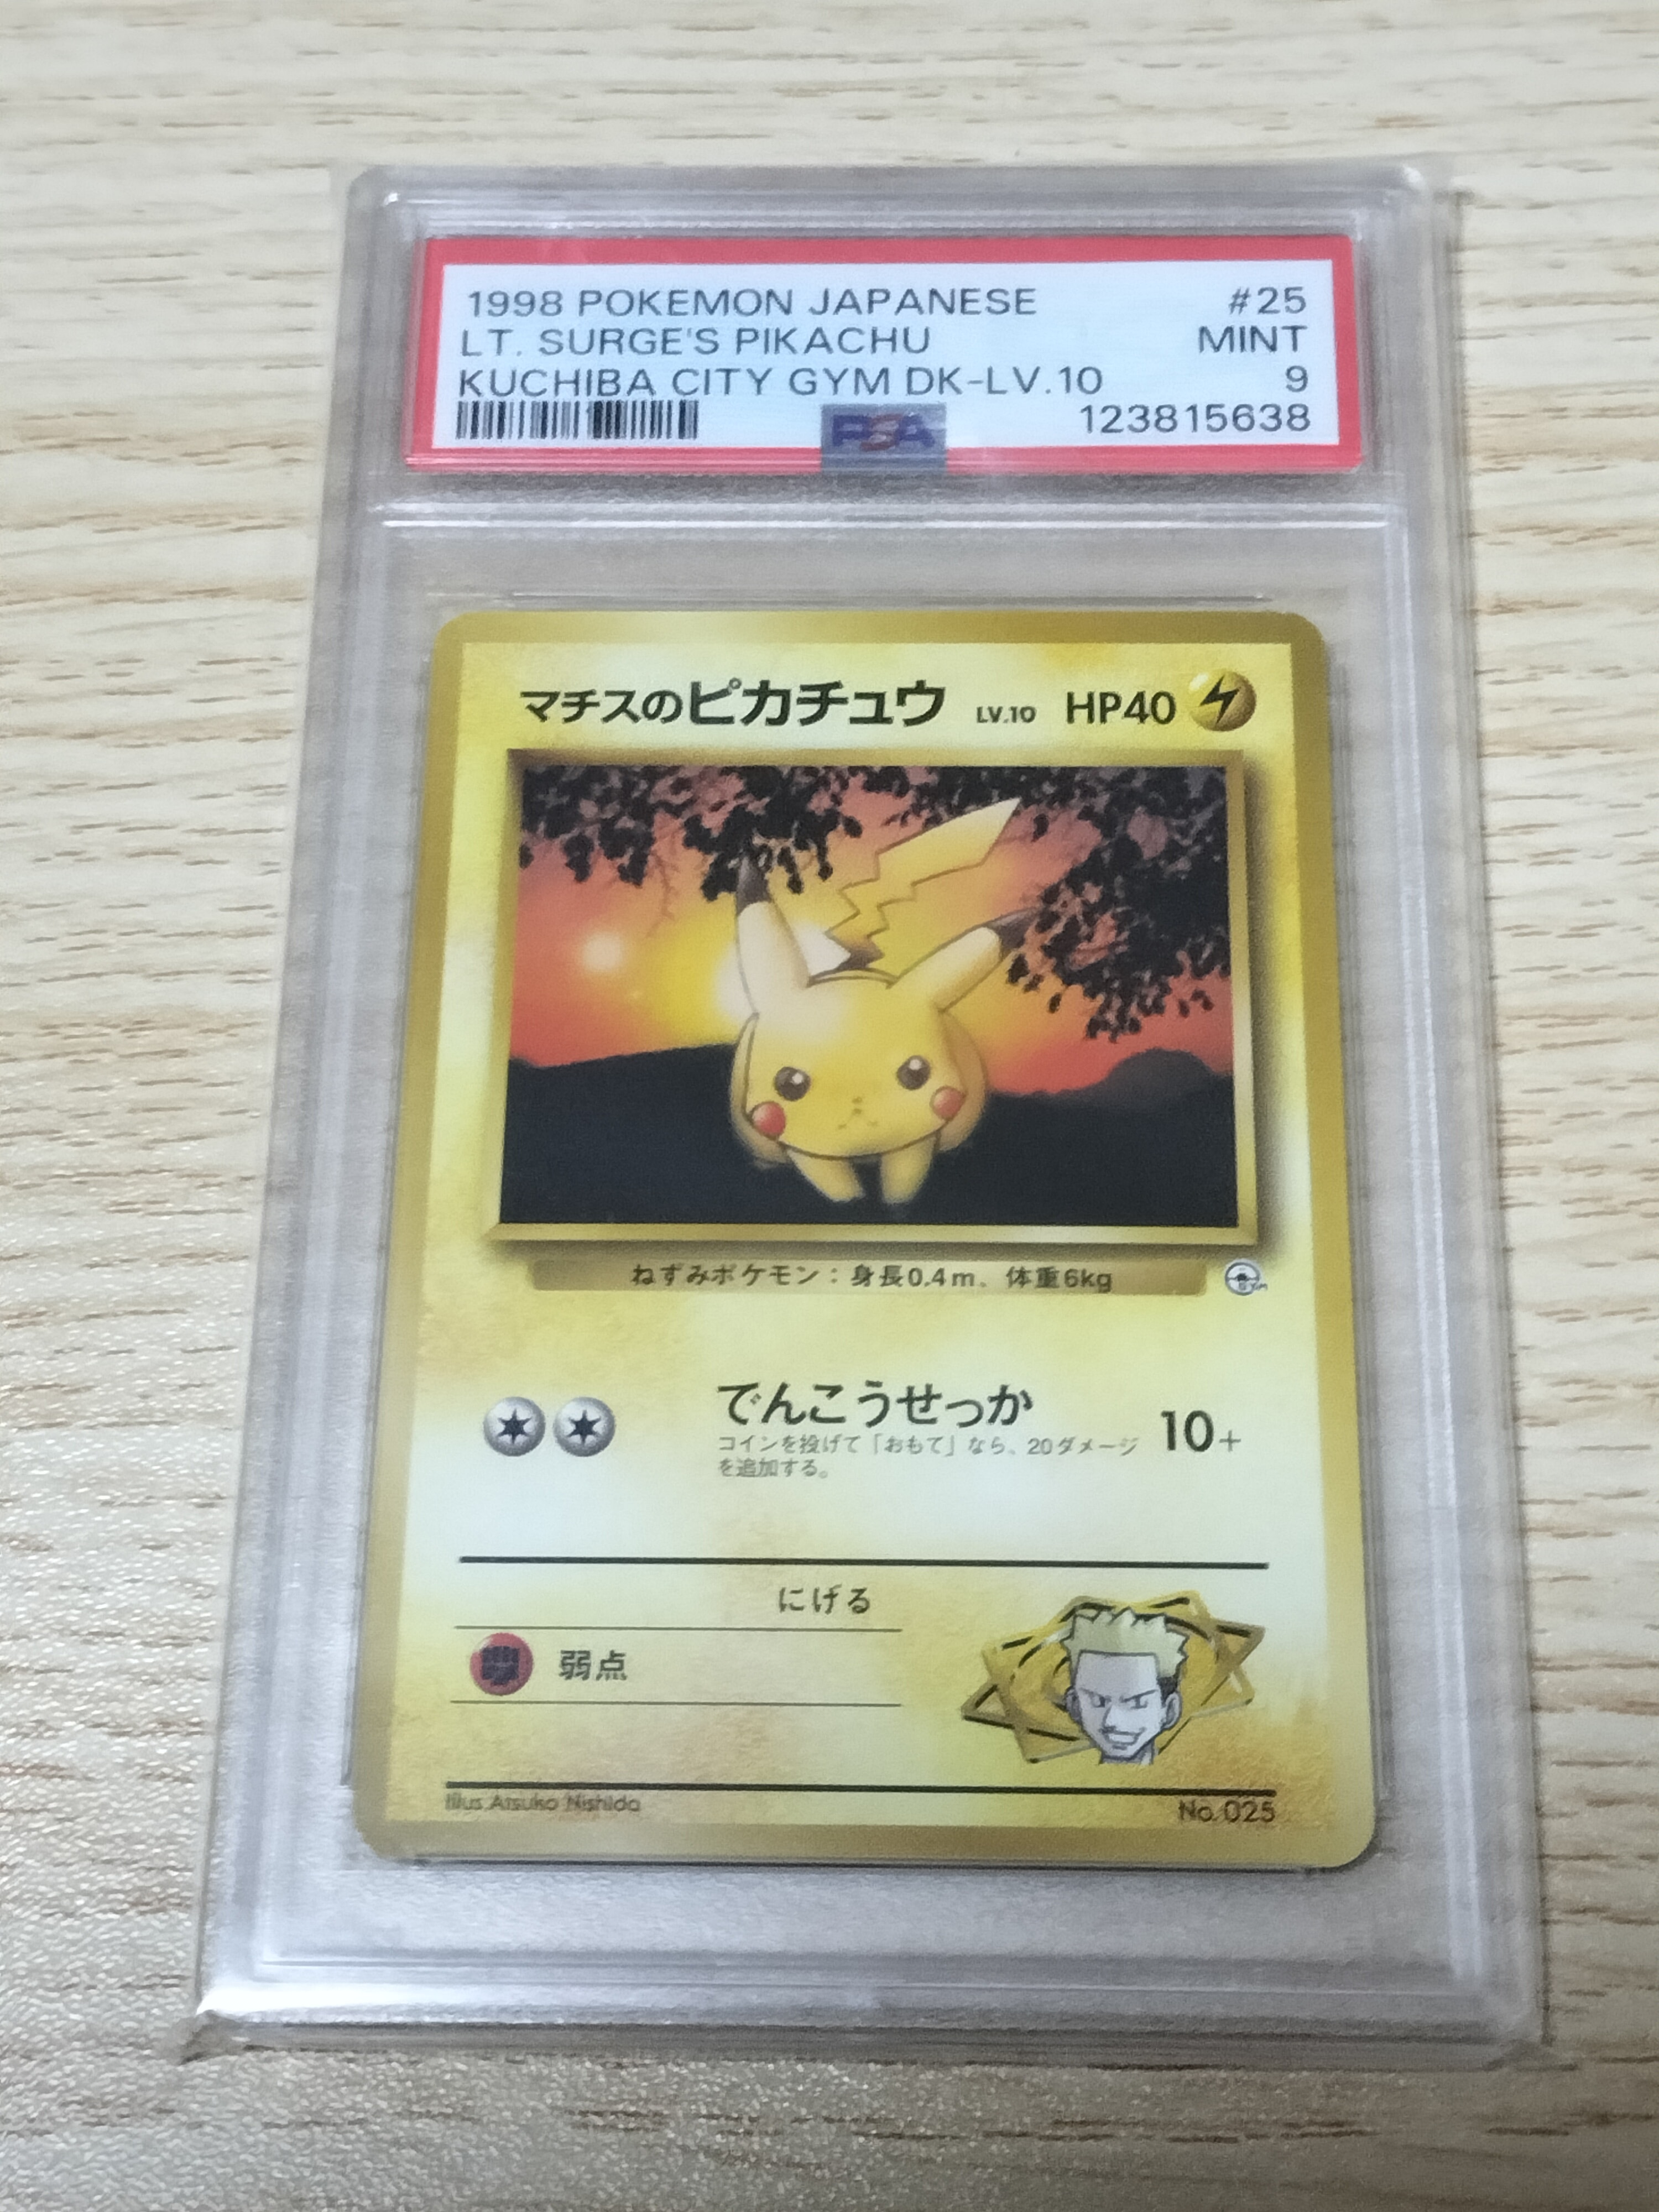 1998 POKEMON JAPANESE #25
LT. SURGE'S PIKACHU MINT
KUCHIBA CITY GYM DK-LV.10 9
PSA 123815638
マチスのピカチュウ LV.10 HP40
ねずみポケモン：身長0.4m、体重6kg
でんこうせっか 10+
コインを投げて「おもて」なら、20ダメージ
を追加する。
にげる
弱点
Illus. Atsuko Nishida No. 025